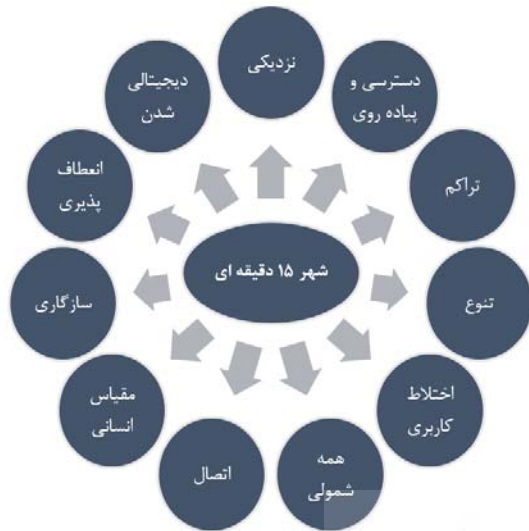 نزدیکی
دسترسی و
پیاده روی
تراکم
تنوع
اختلاط
کاربری
همه
شمولی
اتصال
مقیاس
انسانی
سازگاری
انعطاف
پذیری
دیجیتالی
شدن
شهر ۱۵ دقیقه ای